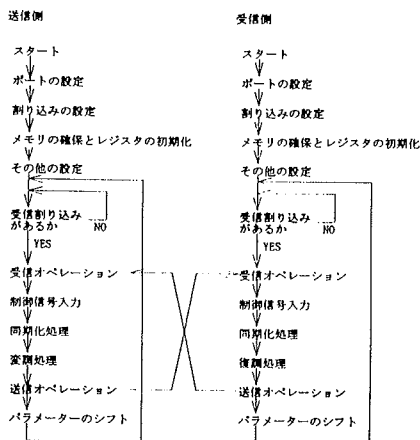 送信側
スタート
ポートの設定
割り込みの設定
メモリの確保とレジスタの初期化
その他の設定
受信割り込み
があるか
NO
YES
受信オペレーション
制御信号入力
同期化処理
変調処理
送信オペレーション
パラメーターのシフト
受信側
スタート
ポートの設定
割り込みの設定
メモリの確保とレジスタの初期化
その他の設定
受信割り込み
があるか
NO
YES
受信オペレーション
制御信号入力
同期化処理
復調処理
送信オペレーション
パラメーターのシフト